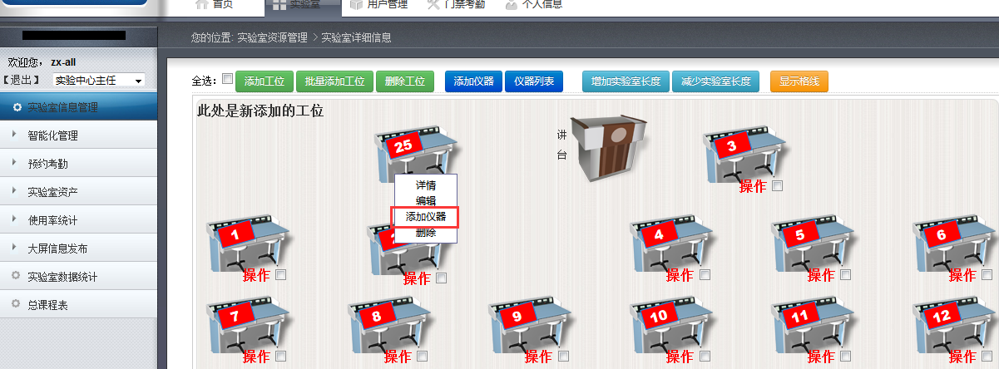 首页 实验室 用户管理 门禁考勤 个人信息
您的位置: 实验室资源管理 > 实验室详细信息
欢迎您， zx-all
【退出】 实验中心主任
实验室信息管理
智能化管理
预约考勤
实验室资产
使用率统计
大屏信息发布
实验室数据统计
总课程表
全选: 添加工位 批量添加工位 删除工位 添加仪器 仪器列表 增加实验室长度 减少实验室长度 显示格线
此处是新添加的工位
25
讲
台
3
操作
详情
编辑
添加仪器
删除
1
操作
操作
4
操作
5
操作
6
操作
7
操作
8
操作
9
操作
10
操作
11
操作
12
操作